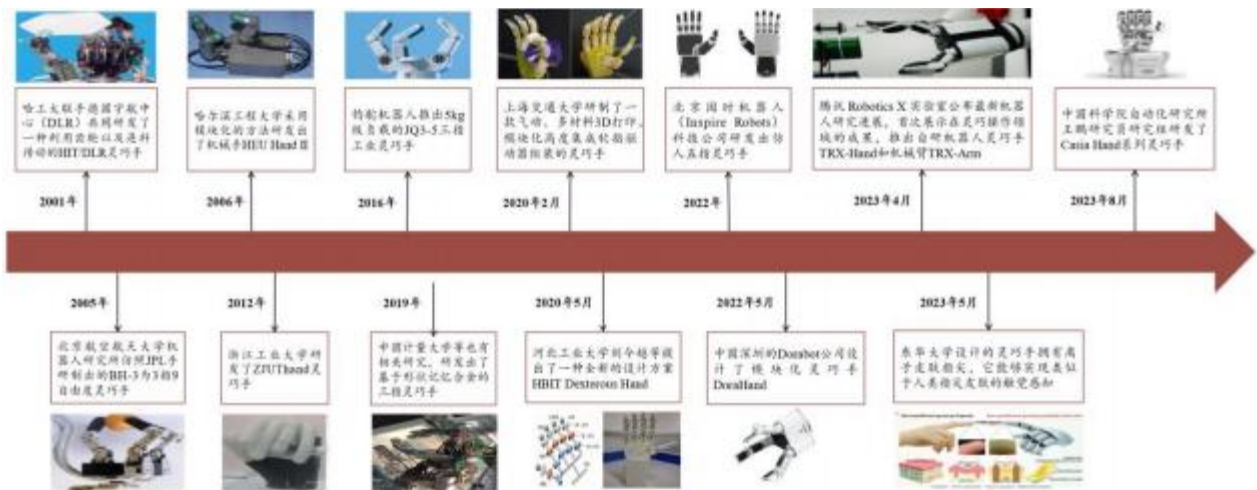 哈工大联手德国宇航中
心（DLR）共同研发了
一种利用齿轮以及连杆
传动的HIT/DLR灵巧手
2001年
哈尔滨工程大学采用
模块化的方法研发出
了机械手HEU Hand II
2006年
钧舵机器人推出5kg
级负载的JQ3-5三指
工业灵巧手
2016年
上海交通大学研制了一
款气动、多材料3D打印、
模块化高度集成软指驱
动器组装的灵巧手
2020年2月
北京因时机器人
（Inspire Robots）
科技公司研发出仿
人五指灵巧手
2022年
腾讯 Robotics X 实验室公布最新机器
人研究进展，首次展示在灵巧操作领
域的成果，推出自研机器人灵巧手
TRX-Hand和机械臂TRX-Arm
2023年4月
中国科学院自动化研究所
王鹏研究员研究组研发了
Casia Hand系列灵巧手
2023年8月
2005年
北京航空航天大学机
器人研究所仿照JPL手
研制出的BH-3为3指9
自由度灵巧手
2012年
浙江工业大学研
发了ZJUThand灵
巧手
2019年
中国计量大学等也有
相关研究，研发出了
基于形状记忆合金的
三指灵巧手
2020年5月
河北工业大学刘今越等提
出了一种全新的设计方案
HBIT Dexterous Hand
2022年5月
中国深圳的Dorabot公司设
计了模块化灵巧手
DoraHand
2023年5月
东华大学设计的灵巧手拥有离
子皮肤指尖，它能够实现类似
于人类指尖皮肤的触觉感知